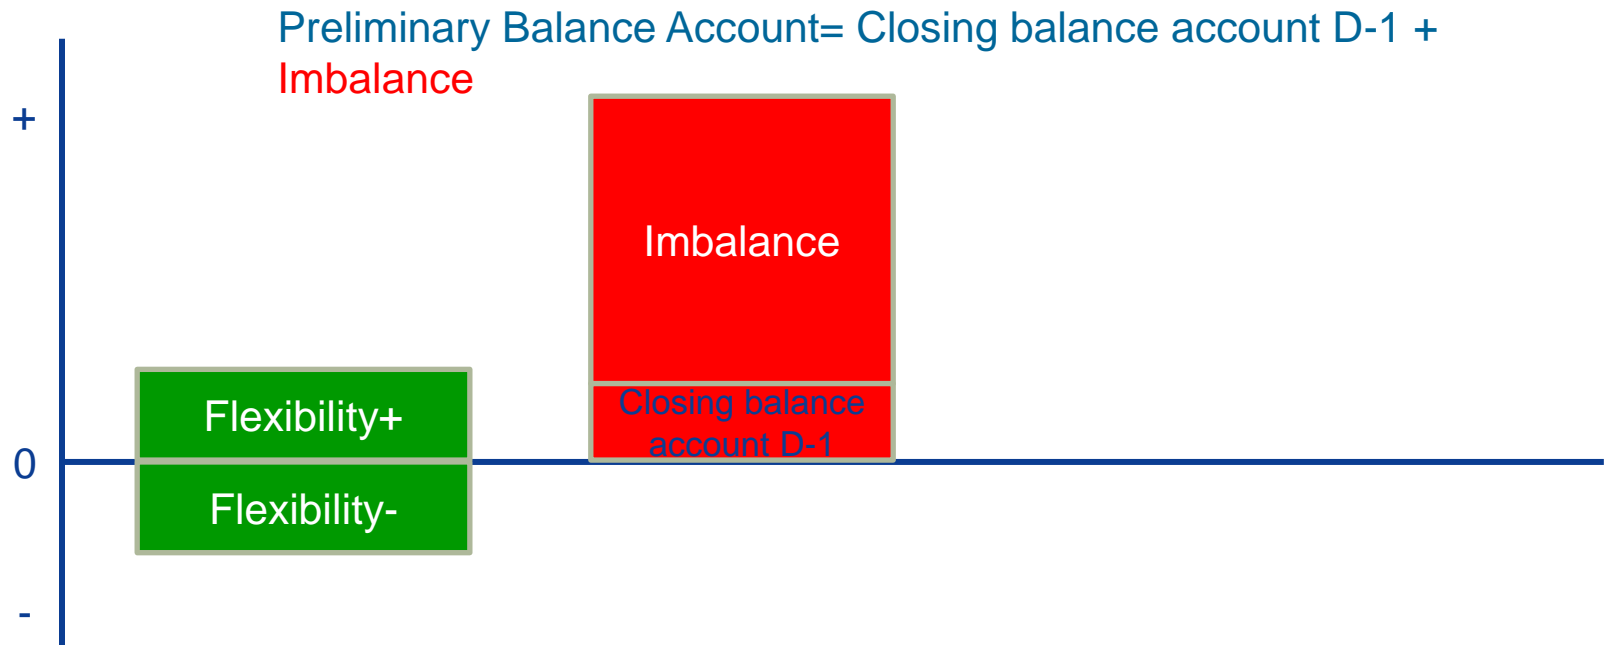 Preliminary Balance Account= Closing balance account D-1 +
Imbalance
+
Imbalance
Closing balance
account D-1
Flexibility+
0
Flexibility-
-